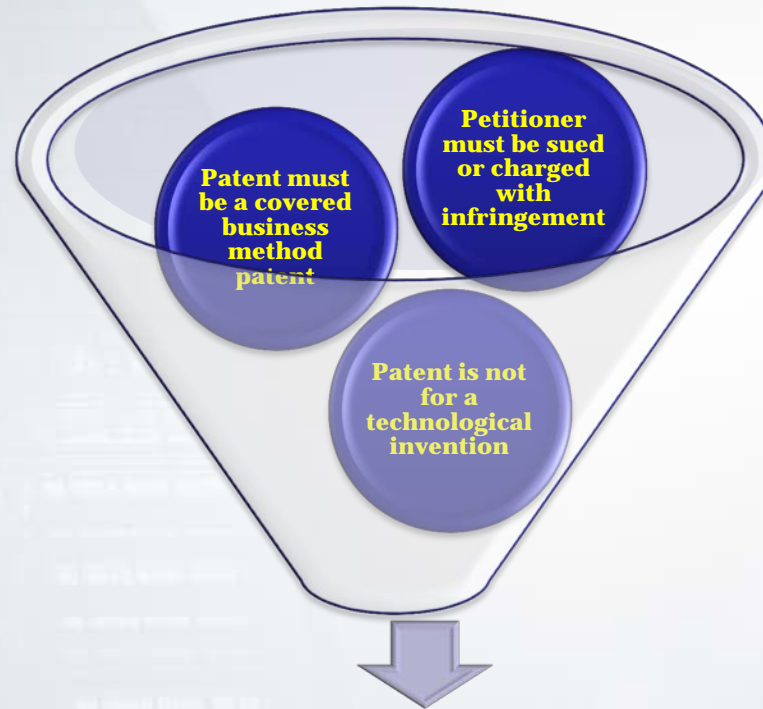 Patent must
be a covered
business
method
patent
Petitioner
must be sued
or charged
with
infringement
Patent is not
for a
technological
invention